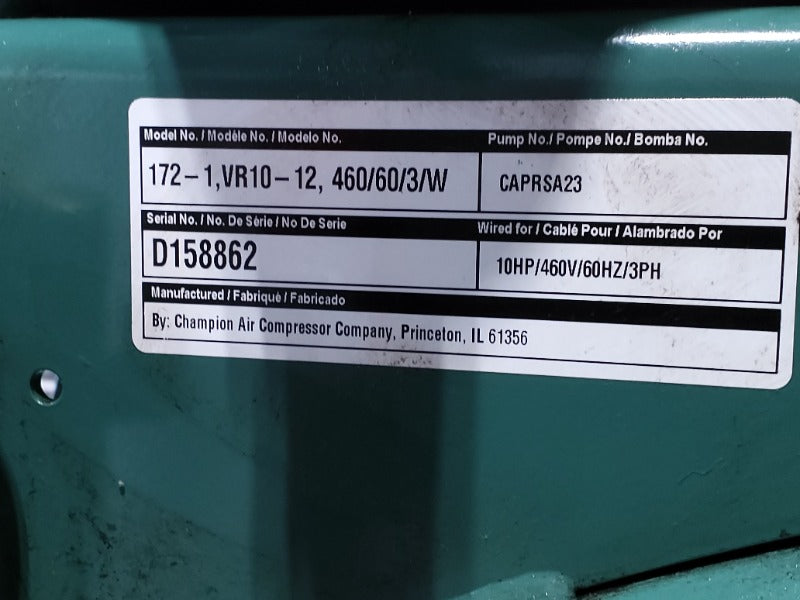 Model No. / Modèle No. / Modelo No.
172-1,VR10-12, 460/60/3/W
Pump No./ Pompe No./ Bomba No.
CAPRSA23
Serial No. / No. De Série / No De Serie
D158862
Wired for / Cablé Pour / Alambrado Por
10HP/460V/60HZ/3PH
Manufactured / Fabriqué / Fabricado
By: Champion Air Compressor Company, Princeton, IL 61356